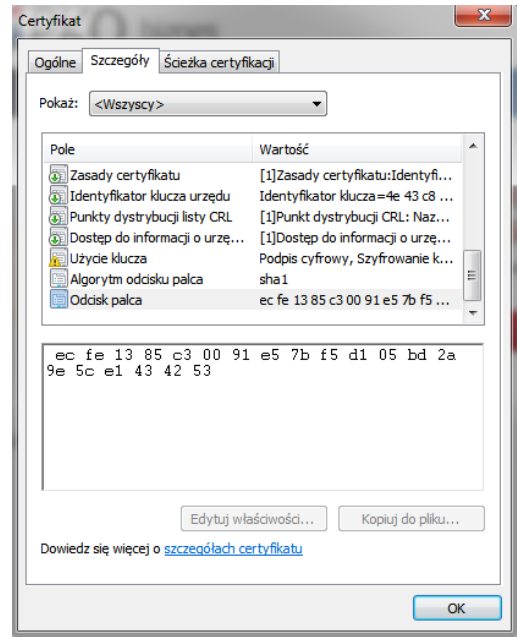 Certyfikat
Ogólne Szczegóły Ścieżka certyfikacji
Pokaż: <Wszyscy>
Pole Wartość
Zasady certyfikatu [1]Zasady certyfikatu:Identyfi...
Identyfikator klucza urzędu Identyfikator klucza=4e 43 c8 ...
Punkty dystrybucji listy CRL [1]Punkt dystrybucji CRL: Naz...
Dostęp do informacji o urzę... [1]Dostęp do informacji o urzę...
Użycie klucza Podpis cyfrowy, Szyfrowanie k...
Algorytm odcisku palca sha1
Odcisk palca ec fe 13 85 c3 00 91 e5 7b f5 ...
ec fe 13 85 c3 00 91 e5 7b f5 d1 05 bd 2a
9e 5c e1 43 42 53
Edytuj właściwości... Kopiuj do pliku...
Dowiedz się więcej o szczegółach certyfikatu
OK